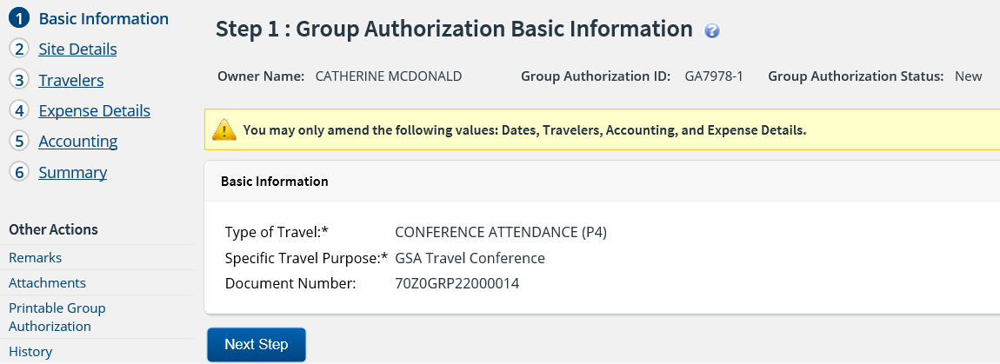 1 Basic Information
2 Site Details
3 Travelers
4 Expense Details
5 Accounting
6 Summary
Other Actions
Remarks
Attachments
Printable Group
Authorization
History
Step 1 : Group Authorization Basic Information ?
Owner Name: CATHERINE MCDONALD Group Authorization ID: GA7978-1 Group Authorization Status: New
You may only amend the following values: Dates, Travelers, Accounting, and Expense Details.
Basic Information
Type of Travel:* CONFERENCE ATTENDANCE (P4)
Specific Travel Purpose:* GSA Travel Conference
Document Number: 70Z0GRP22000014
Next Step